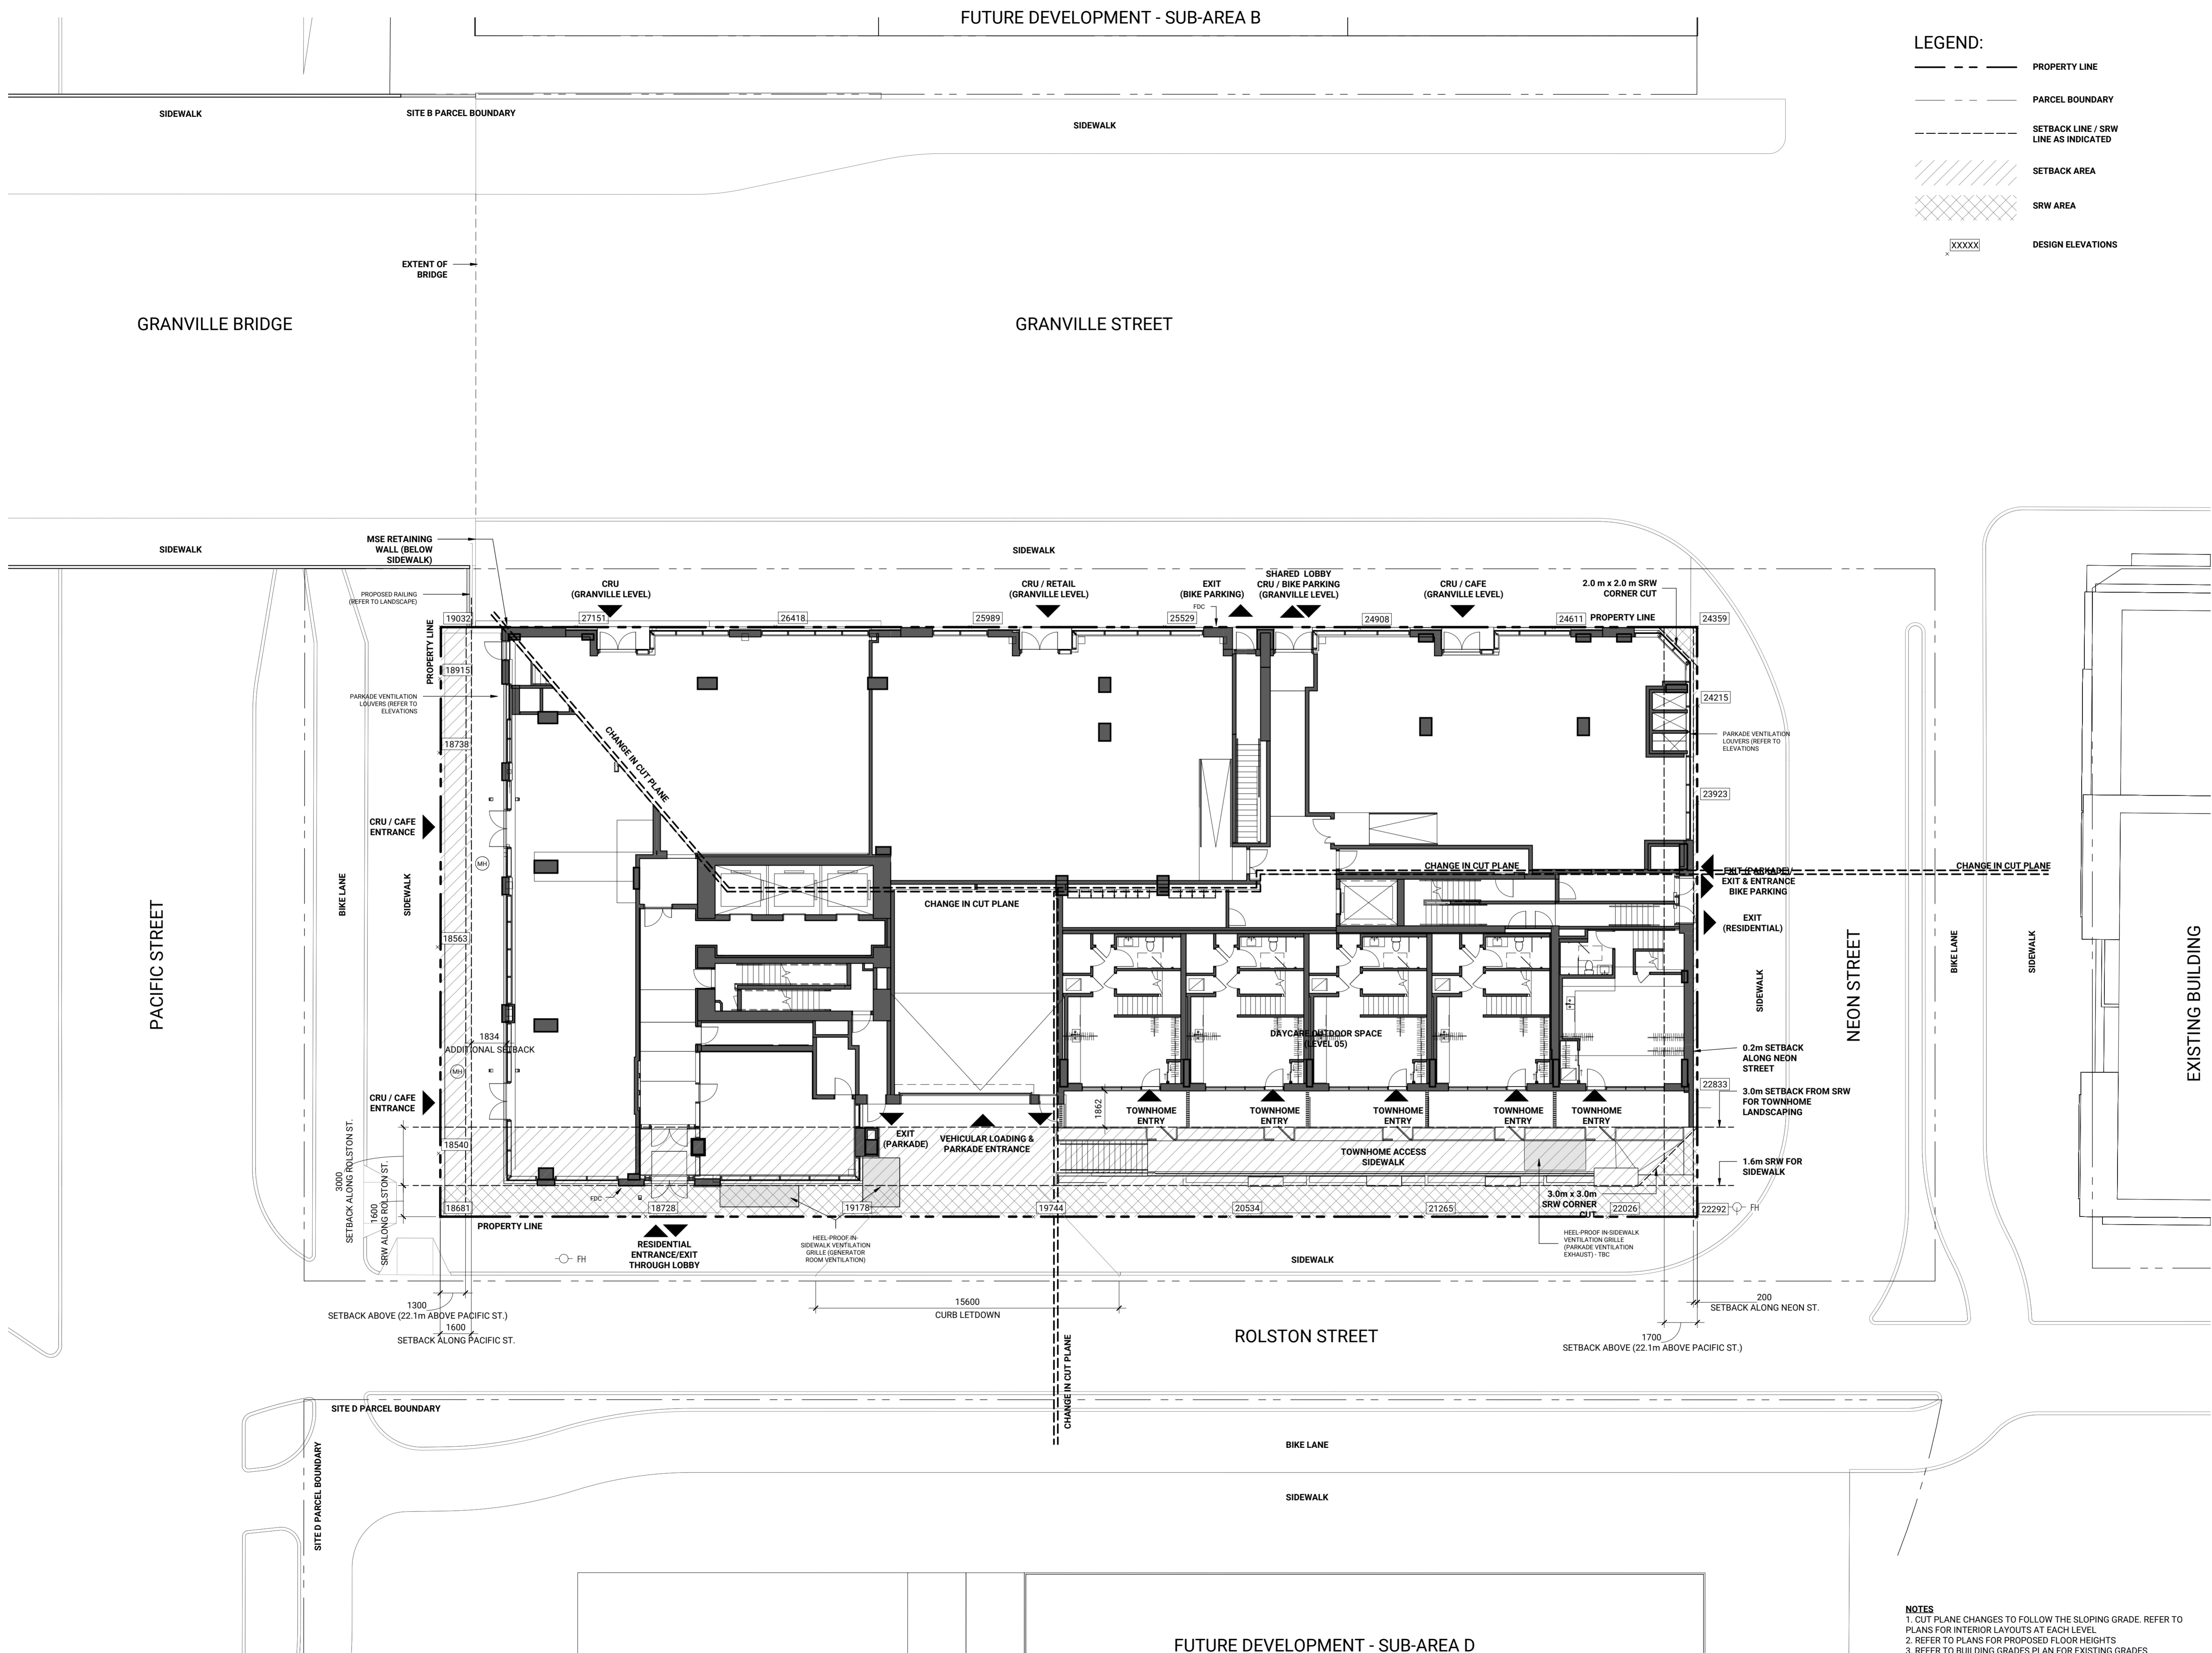 FUTURE DEVELOPMENT - SUB-AREA B
LEGEND:
PROPERTY LINE
PARCEL BOUNDARY
SETBACK LINE / SRW
LINE AS INDICATED
SETBACK AREA
SRW AREA
XXXXX
DESIGN ELEVATIONS
SIDEWALK
SITE B PARCEL BOUNDARY
SIDEWALK
EXTENT OF
BRIDGE
GRANVILLE BRIDGE
GRANVILLE STREET
SIDEWALK
MSE RETAINING
WALL (BELOW
SIDEWALK)
SIDEWALK
PROPOSED RAILING
(REFER TO LANDSCAPE)
CRU
(GRANVILLE LEVEL)
CRU / RETAIL
(GRANVILLE LEVEL)
EXIT
(BIKE PARKING)
FDC
SHARED LOBBY
CRU / BIKE PARKING
(GRANVILLE LEVEL)
CRU / CAFE
(GRANVILLE LEVEL)
2.0 m x 2.0 m SRW
CORNER CUT
PROPERTY LINE
19032
27151
26418
25989
25529
24908
24611
24359
PROPERTY LINE
18915
PARKADE VENTILATION
LOUVERS (REFER TO
ELEVATIONS
24215
PARKADE VENTILATION
LOUVERS (REFER TO
ELEVATIONS
18738
CHANGE IN CUT PLANE
23923
CRU / CAFE
ENTRANCE
MH
BIKE LANE
SIDEWALK
PACIFIC STREET
CHANGE IN CUT PLANE
CHANGE IN CUT PLANE
CHANGE IN CUT PLANE
EXIT (PARKADE) /
EXIT & ENTRANCE
BIKE PARKING
EXIT
(RESIDENTIAL)
18563
1834
ADDITIONAL SETBACK
MH
DAYCARE OUTDOOR SPACE
(LEVEL 05)
SIDEWALK
NEON STREET
BIKE LANE
SIDEWALK
EXISTING BUILDING
0.2m SETBACK
ALONG NEON
STREET
22833
3.0m SETBACK FROM SRW
FOR TOWNHOME
LANDSCAPING
CRU / CAFE
ENTRANCE
1862
TOWNHOME
ENTRY
TOWNHOME
ENTRY
TOWNHOME
ENTRY
TOWNHOME
ENTRY
TOWNHOME
ENTRY
EXIT
(PARKADE)
VEHICULAR LOADING &
PARKADE ENTRANCE
18540
TOWNHOME ACCESS
SIDEWALK
1.6m SRW FOR
SIDEWALK
3000
SETBACK ALONG ROLSTON ST.
1600
SRW ALONG ROLSTON ST.
FDC
3.0m x 3.0m
SRW CORNER
CUT
18681
18728
19178
19744
20534
21265
22026
22292
FH
PROPERTY LINE
RESIDENTIAL
ENTRANCE/EXIT
THROUGH LOBBY
FH
HEEL-PROOF IN-
SIDEWALK VENTILATION
GRILLE (GENERATOR
ROOM VENTILATION)
HEEL-PROOF IN-SIDEWALK
VENTILATION GRILLE
(PARKADE VENTILATION
EXHAUST) - TBC
SIDEWALK
1300
SETBACK ABOVE (22.1m ABOVE PACIFIC ST.)
1600
SETBACK ALONG PACIFIC ST.
15600
CURB LETDOWN
200
SETBACK ALONG NEON ST.
1700
SETBACK ABOVE (22.1m ABOVE PACIFIC ST.)
ROLSTON STREET
CHANGE IN CUT PLANE
SITE D PARCEL BOUNDARY
BIKE LANE
SITE D PARCEL BOUNDARY
SIDEWALK
FUTURE DEVELOPMENT - SUB-AREA D
NOTES
1. CUT PLANE CHANGES TO FOLLOW THE SLOPING GRADE. REFER TO
PLANS FOR INTERIOR LAYOUTS AT EACH LEVEL
2. REFER TO PLANS FOR PROPOSED FLOOR HEIGHTS
3. REFER TO BUILDING GRADES PLAN FOR EXISTING GRADES